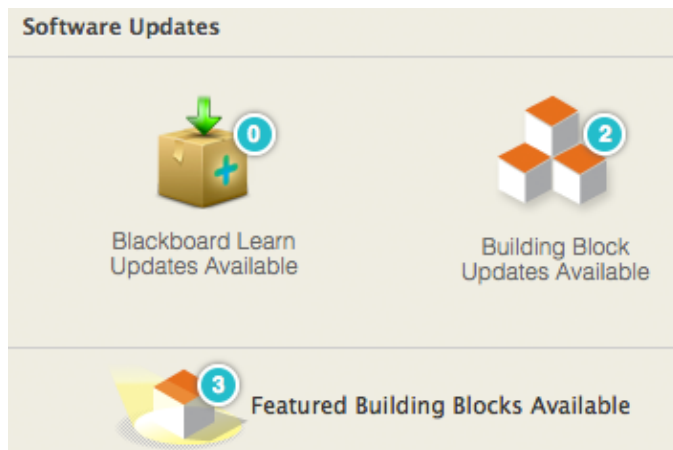 Software Updates
0
2
Blackboard Learn
Updates Available
Building Block
Updates Available
3
Featured Building Blocks Available